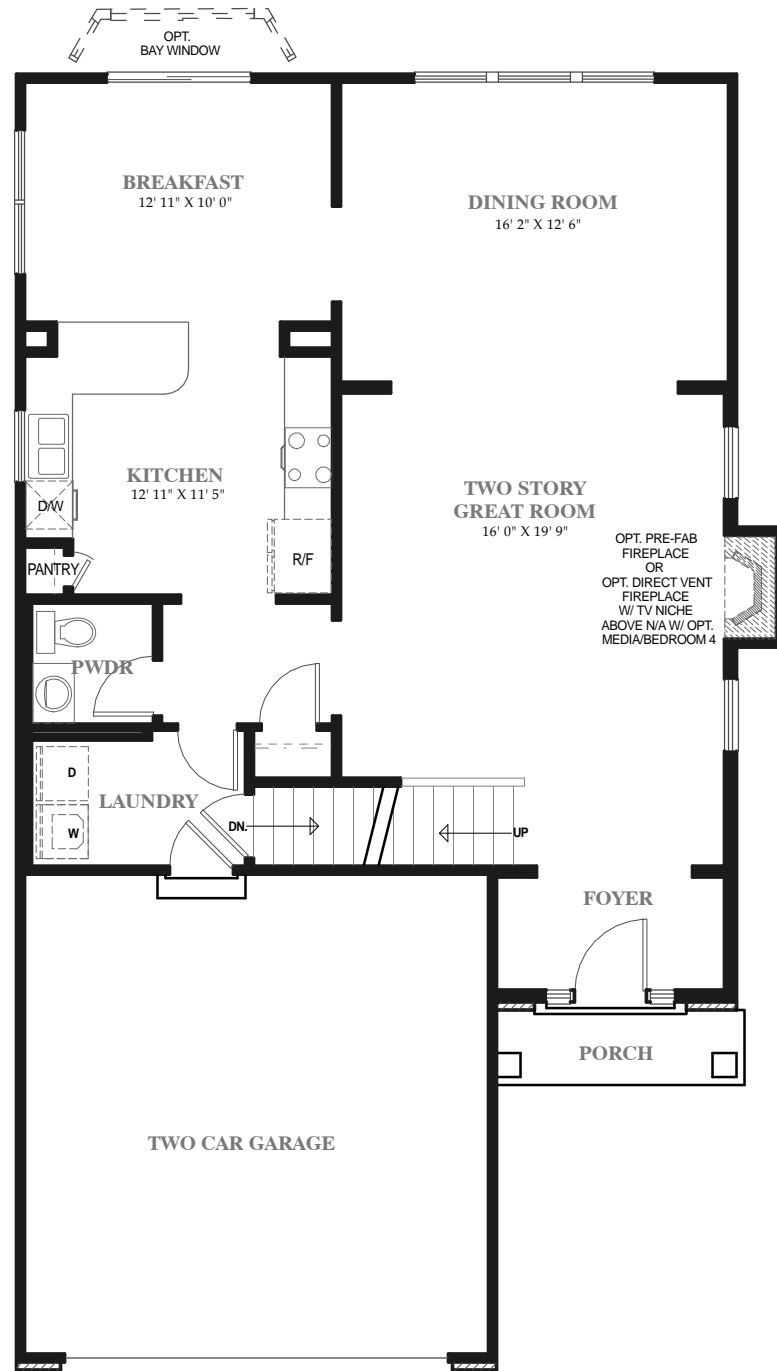 OPT.
BAY WINDOW
BREAKFAST
12' 11" X 10' 0"
DINING ROOM
16' 2" X 12' 6"
KITCHEN
12' 11" X 11' 5"
D/W
PANTRY
R/F
TWO STORY
GREAT ROOM
16' 0" X 19' 9"
OPT. PRE-FAB
FIREPLACE
OR
OPT. DIRECT VENT
FIREPLACE
W/ TV NICHE
ABOVE N/A W/ OPT.
MEDIA/BEDROOM 4
PWDR
D
LAUNDRY
W
DN.
UP
FOYER
PORCH
TWO CAR GARAGE